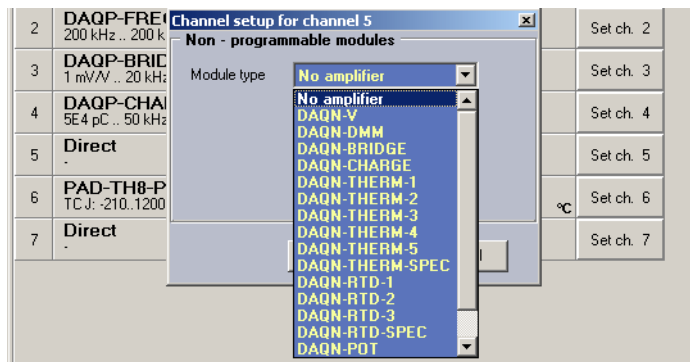 2
DAQP-FRE
200 kHz .. 200 k
Set ch. 2
3
DAQP-BRID
1 mV/V .. 20 kHz
Set ch. 3
4
DAQP-CHA
5E4 pC .. 50 kHz
Set ch. 4
5
Direct
-
Set ch. 5
6
PAD-TH8-P
TC J: -210..1200
°C
Set ch. 6
7
Direct
-
Set ch. 7
Channel setup for channel 5
Non - programmable modules
Module type
No amplifier
No amplifier
DAQN-V
DAQN-DMM
DAQN-BRIDGE
DAQN-CHARGE
DAQN-THERM-1
DAQN-THERM-2
DAQN-THERM-3
DAQN-THERM-4
DAQN-THERM-5
DAQN-THERM-SPEC
DAQN-RTD-1
DAQN-RTD-2
DAQN-RTD-3
DAQN-RTD-SPEC
DAQN-POT